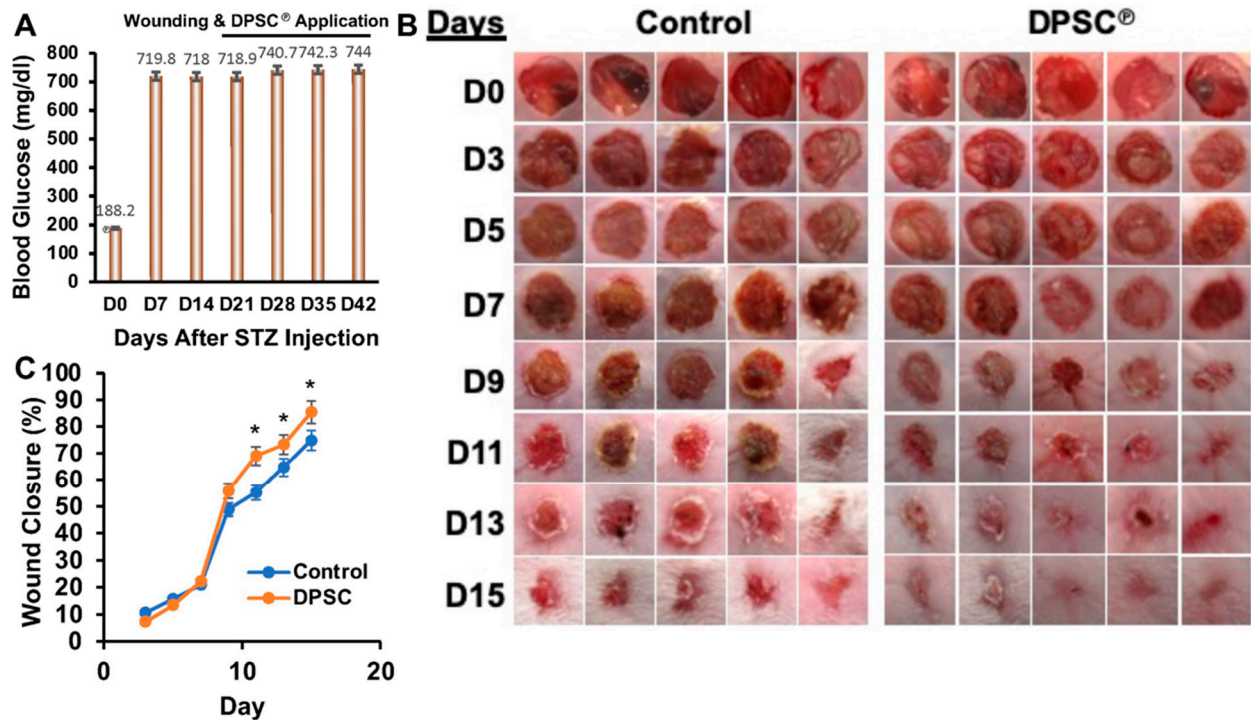 A
Wounding & DPSC℗ Application
Blood Glucose (mg/dl)
800
700
600
500
400
300
200
100
0
188.2
℗
719.8
718
718.9
740.7
742.3
744
D0 D7 D14 D21 D28 D35 D42
Days After STZ Injection
B
Days Control DPSC℗
D0
D3
D5
D7
D9
D11
D13
D15
C
Wound Closure (%)
100
90
80
70
60
50
40
30
20
10
0
* * *
Control
DPSC
0 10 20
Day